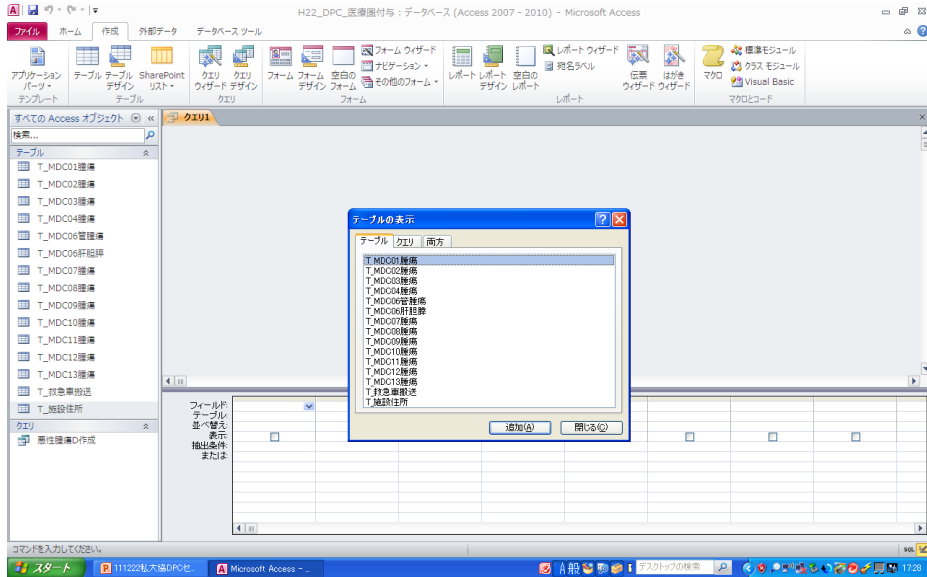 H22_DPC_医療圏付与 : データベース (Access 2007 - 2010) - Microsoft Access
ファイル ホーム 作成 外部データ データベース ツール
アプリケーション パーツ
テーブル
テーブル デザイン
SharePoint リスト
クエリ ウィザード
クエリ デザイン
フォーム
フォーム デザイン
空白の フォーム
フォーム ウィザード
ナビゲーション
その他のフォーム
レポート
レポート デザイン
空白の レポート
レポート ウィザード
宛名ラベル
伝票 ウィザード
はがき ウィザード
マクロ
標準モジュール
クラス モジュール
Visual Basic
テンプレート テーブル クエリ フォーム レポート マクロとコード
すべての Access オブジェクト
検索...
テーブル
T_MDC01腫瘍
T_MDC02腫瘍
T_MDC03腫瘍
T_MDC04腫瘍
T_MDC06管腫瘍
T_MDC06肝胆膵
T_MDC07腫瘍
T_MDC08腫瘍
T_MDC09腫瘍
T_MDC10腫瘍
T_MDC11腫瘍
T_MDC12腫瘍
T_MDC13腫瘍
T_救急車搬送
T_施設住所
クエリ
悪性腫瘍D作成
クエリ1
テーブルの表示
テーブル クエリ 両方
T_MDC01腫瘍
T_MDC02腫瘍
T_MDC03腫瘍
T_MDC04腫瘍
T_MDC06管腫瘍
T_MDC06肝胆膵
T_MDC07腫瘍
T_MDC08腫瘍
T_MDC09腫瘍
T_MDC10腫瘍
T_MDC11腫瘍
T_MDC12腫瘍
T_MDC13腫瘍
T_救急車搬送
T_施設住所
追加(A) 閉じる(C)
フィールド:
テーブル:
並べ替え:
表示:
抽出条件:
または:
コマンドを入力してください。
SQL
スタート
111222私大協DPCセ...
Microsoft Access - ...
A 般
デスクトップの検索
1728